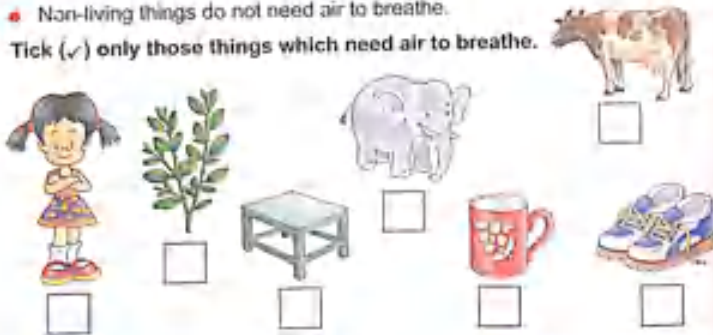 Non-living things do not need air to breathe.
Tick (✓) only those things which need air to breathe.